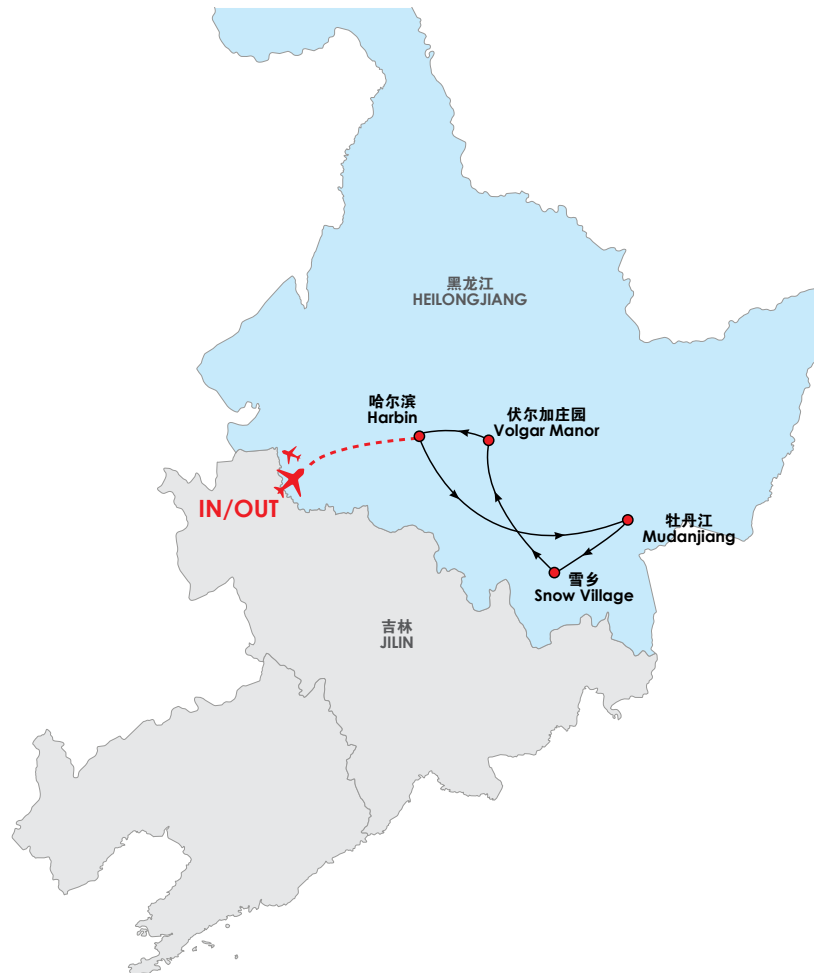 黑龙江
HEILONGJIANG
哈尔滨
Harbin
伏尔加庄园
Volgar Manor
IN/OUT
牡丹江
Mudanjiang
雪乡
Snow Village
吉林
JILIN